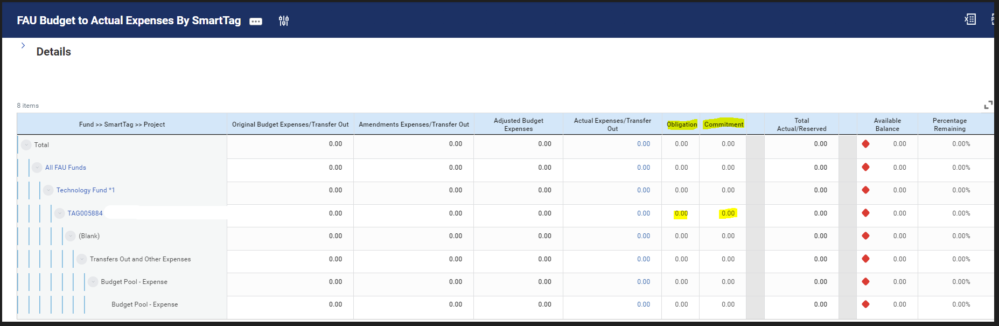 FAU Budget to Actual Expenses By SmartTag
Details
8 items
Fund >> SmartTag >> Project Original Budget Expenses/Transfer Out Amendments Expenses/Transfer Out Adjusted Budget Expenses Actual Expenses/Transfer Out Obligation Commitment Total Actual/Reserved Available Balance Percentage Remaining
Total 0.00 0.00 0.00 0.00 0.00 0.00 0.00 0.00 0.00%
All FAU Funds 0.00 0.00 0.00 0.00 0.00 0.00 0.00 0.00 0.00%
Technology Fund *1 0.00 0.00 0.00 0.00 0.00 0.00 0.00 0.00 0.00%
TAG005884 0.00 0.00 0.00 0.00 0.00 0.00 0.00 0.00 0.00%
(Blank) 0.00 0.00 0.00 0.00 0.00 0.00 0.00 0.00 0.00%
Transfers Out and Other Expenses 0.00 0.00 0.00 0.00 0.00 0.00 0.00 0.00 0.00%
Budget Pool - Expense 0.00 0.00 0.00 0.00 0.00 0.00 0.00 0.00 0.00%
Budget Pool - Expense 0.00 0.00 0.00 0.00 0.00 0.00 0.00 0.00 0.00%